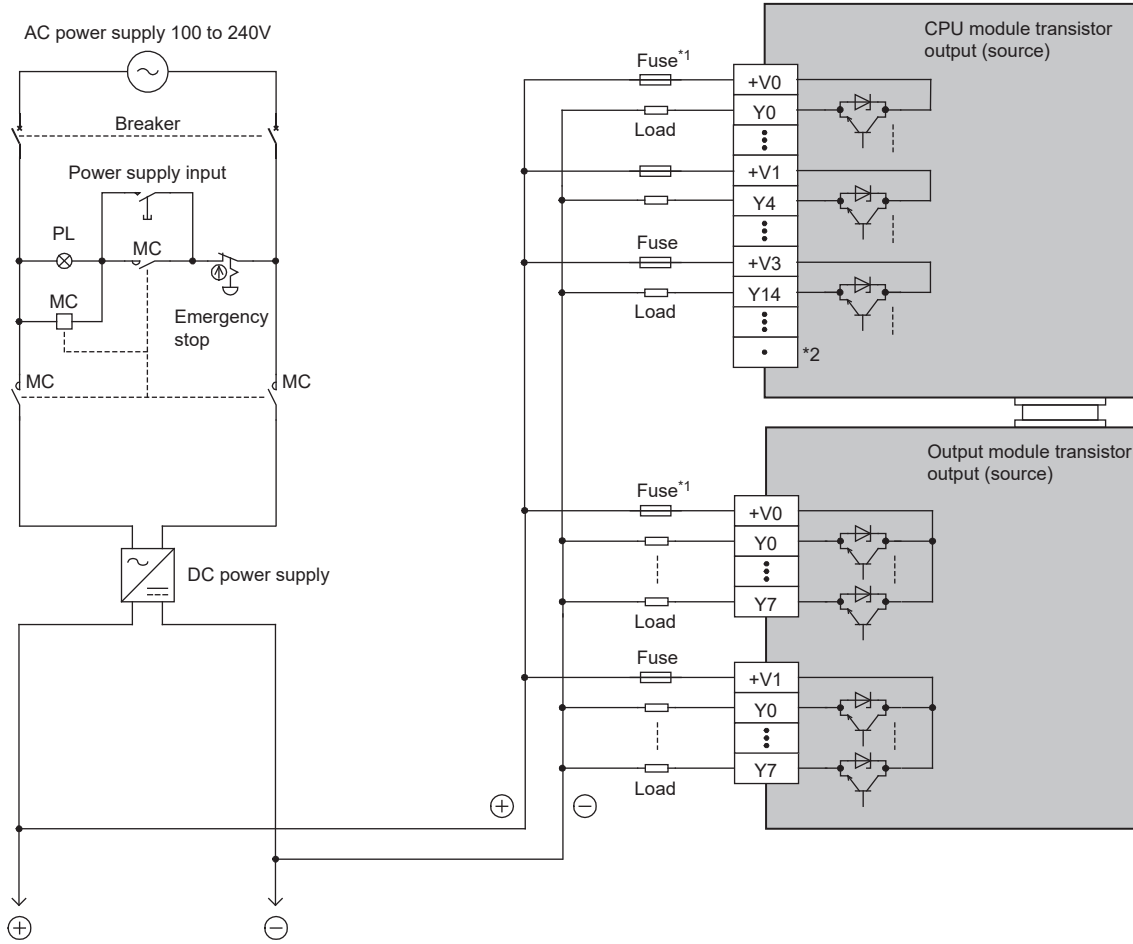 AC power supply 100 to 240V
Breaker
Power supply input
PL
MC
MC
Emergency
stop
MC
MC
DC power supply
+
−
CPU module transistor
output (source)
Fuse*1
+V0
Y0
Load
+V1
Y4
Fuse
+V3
Y14
Load
*2
Output module transistor
output (source)
Fuse*1
+V0
Y0
Y7
Load
Fuse
+V1
Y0
Y7
Load
+
−